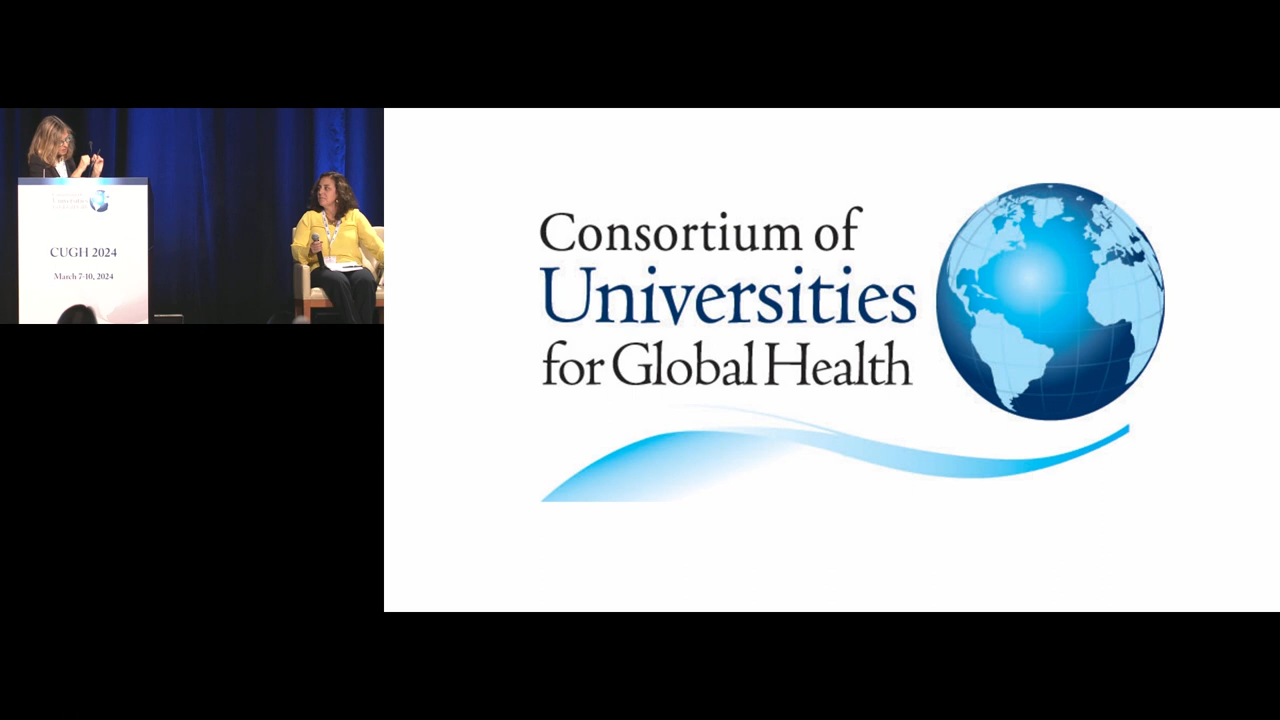 CUGH 2024
March 7-10, 2024
Consortium of
Universities
for Global Health